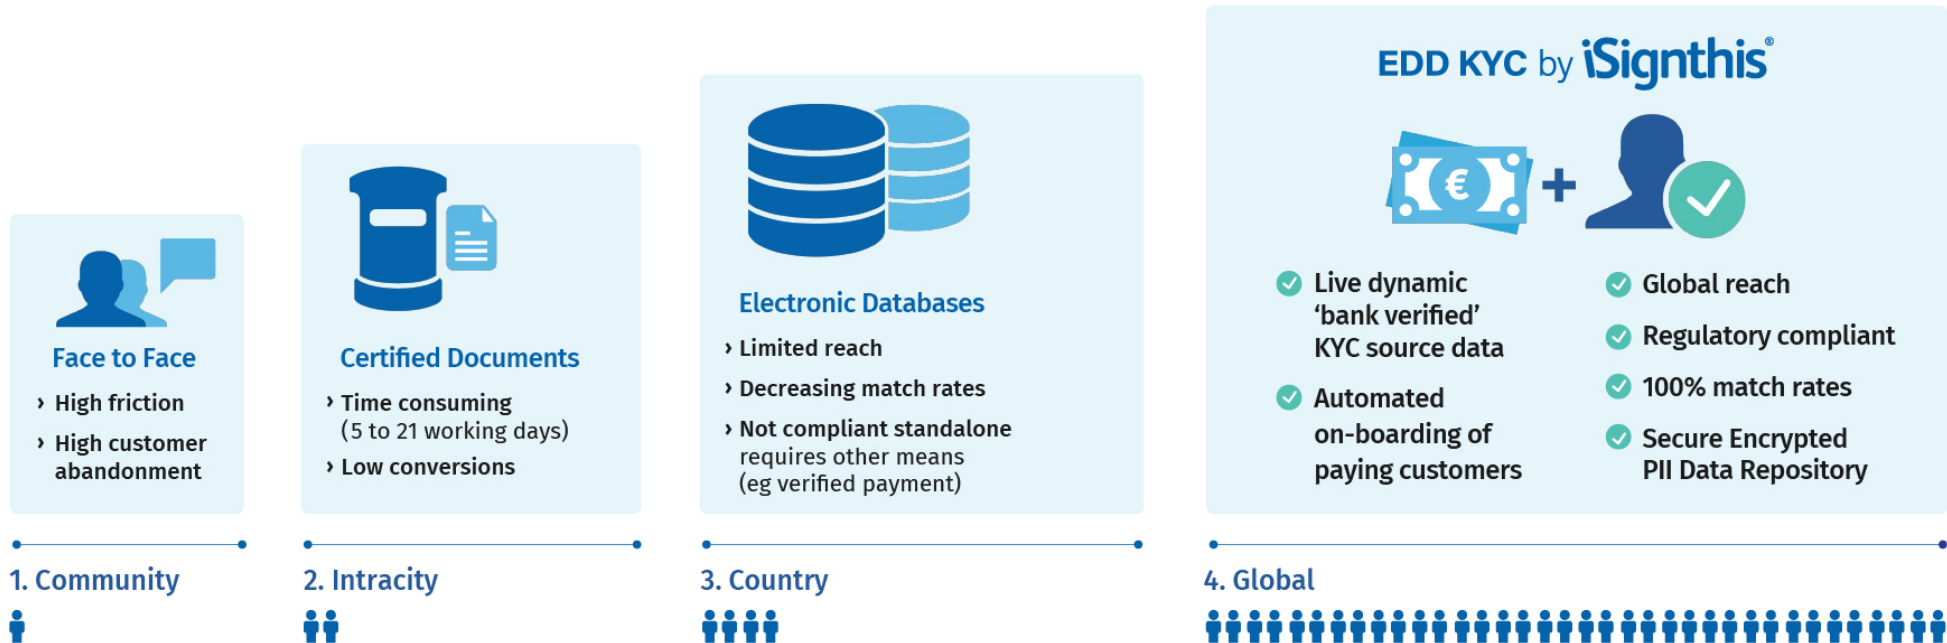 Face to Face
› High friction
› High customer
abandonment
1. Community
Certified Documents
› Time consuming
(5 to 21 working days)
› Low conversions
2. Intracity
Electronic Databases
› Limited reach
› Decreasing match rates
› Not compliant standalone
requires other means
(eg verified payment)
3. Country
EDD KYC by iSignthis®
€
Live dynamic
‘bank verified’
KYC source data
Automated
on-boarding of
paying customers
Global reach
Regulatory compliant
100% match rates
Secure Encrypted
PII Data Repository
4. Global